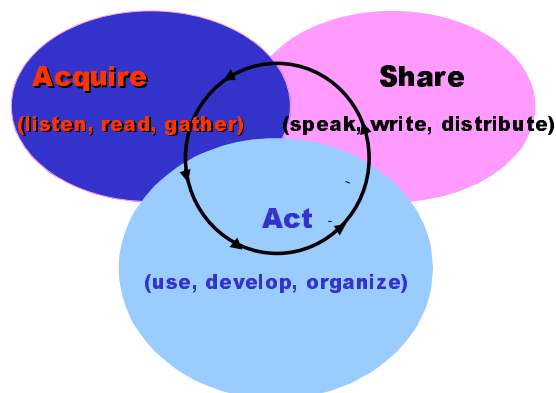 Acquire
(listen, read, gather)
Share
(speak, write, distribute)
Act
(use, develop, organize)